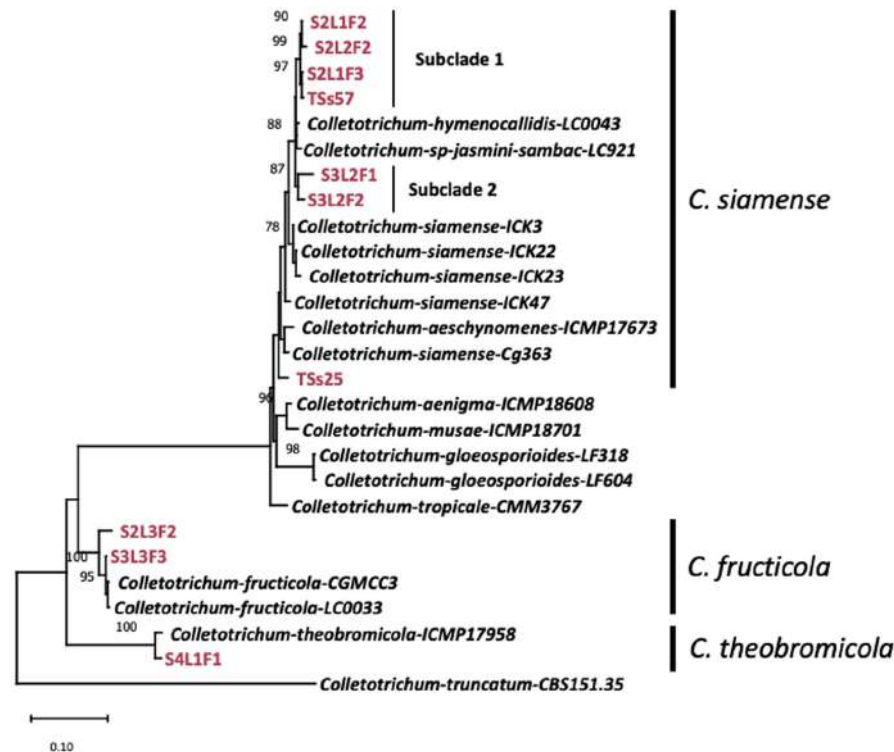 90
S2L1F2
99
S2L2F2
Subclade 1
97
S2L1F3
TSs57
88
Colletotrichum-hymenocallidis-LC0043
Colletotrichum-sp-jasmini-sambac-LC921
87
S3L2F1
Subclade 2
S3L2F2
C. siamense
78
Colletotrichum-siamense-ICK3
Colletotrichum-siamense-ICK22
Colletotrichum-siamense-ICK23
Colletotrichum-siamense-ICK47
Colletotrichum-aeschynomenes-ICMP17673
Colletotrichum-siamense-Cg363
TSs25
96
Colletotrichum-aenigma-ICMP18608
Colletotrichum-musae-ICMP18701
98
Colletotrichum-gloeosporioides-LF318
Colletotrichum-gloeosporioides-LF604
Colletotrichum-tropicale-CMM3767
S2L3F2
100
S3L3F3
C. fructicola
95
Colletotrichum-fructicola-CGMCC3
Colletotrichum-fructicola-LC0033
100
Colletotrichum-theobromicola-ICMP17958
C. theobromicola
S4L1F1
Colletotrichum-truncatum-CBS151.35
0.10